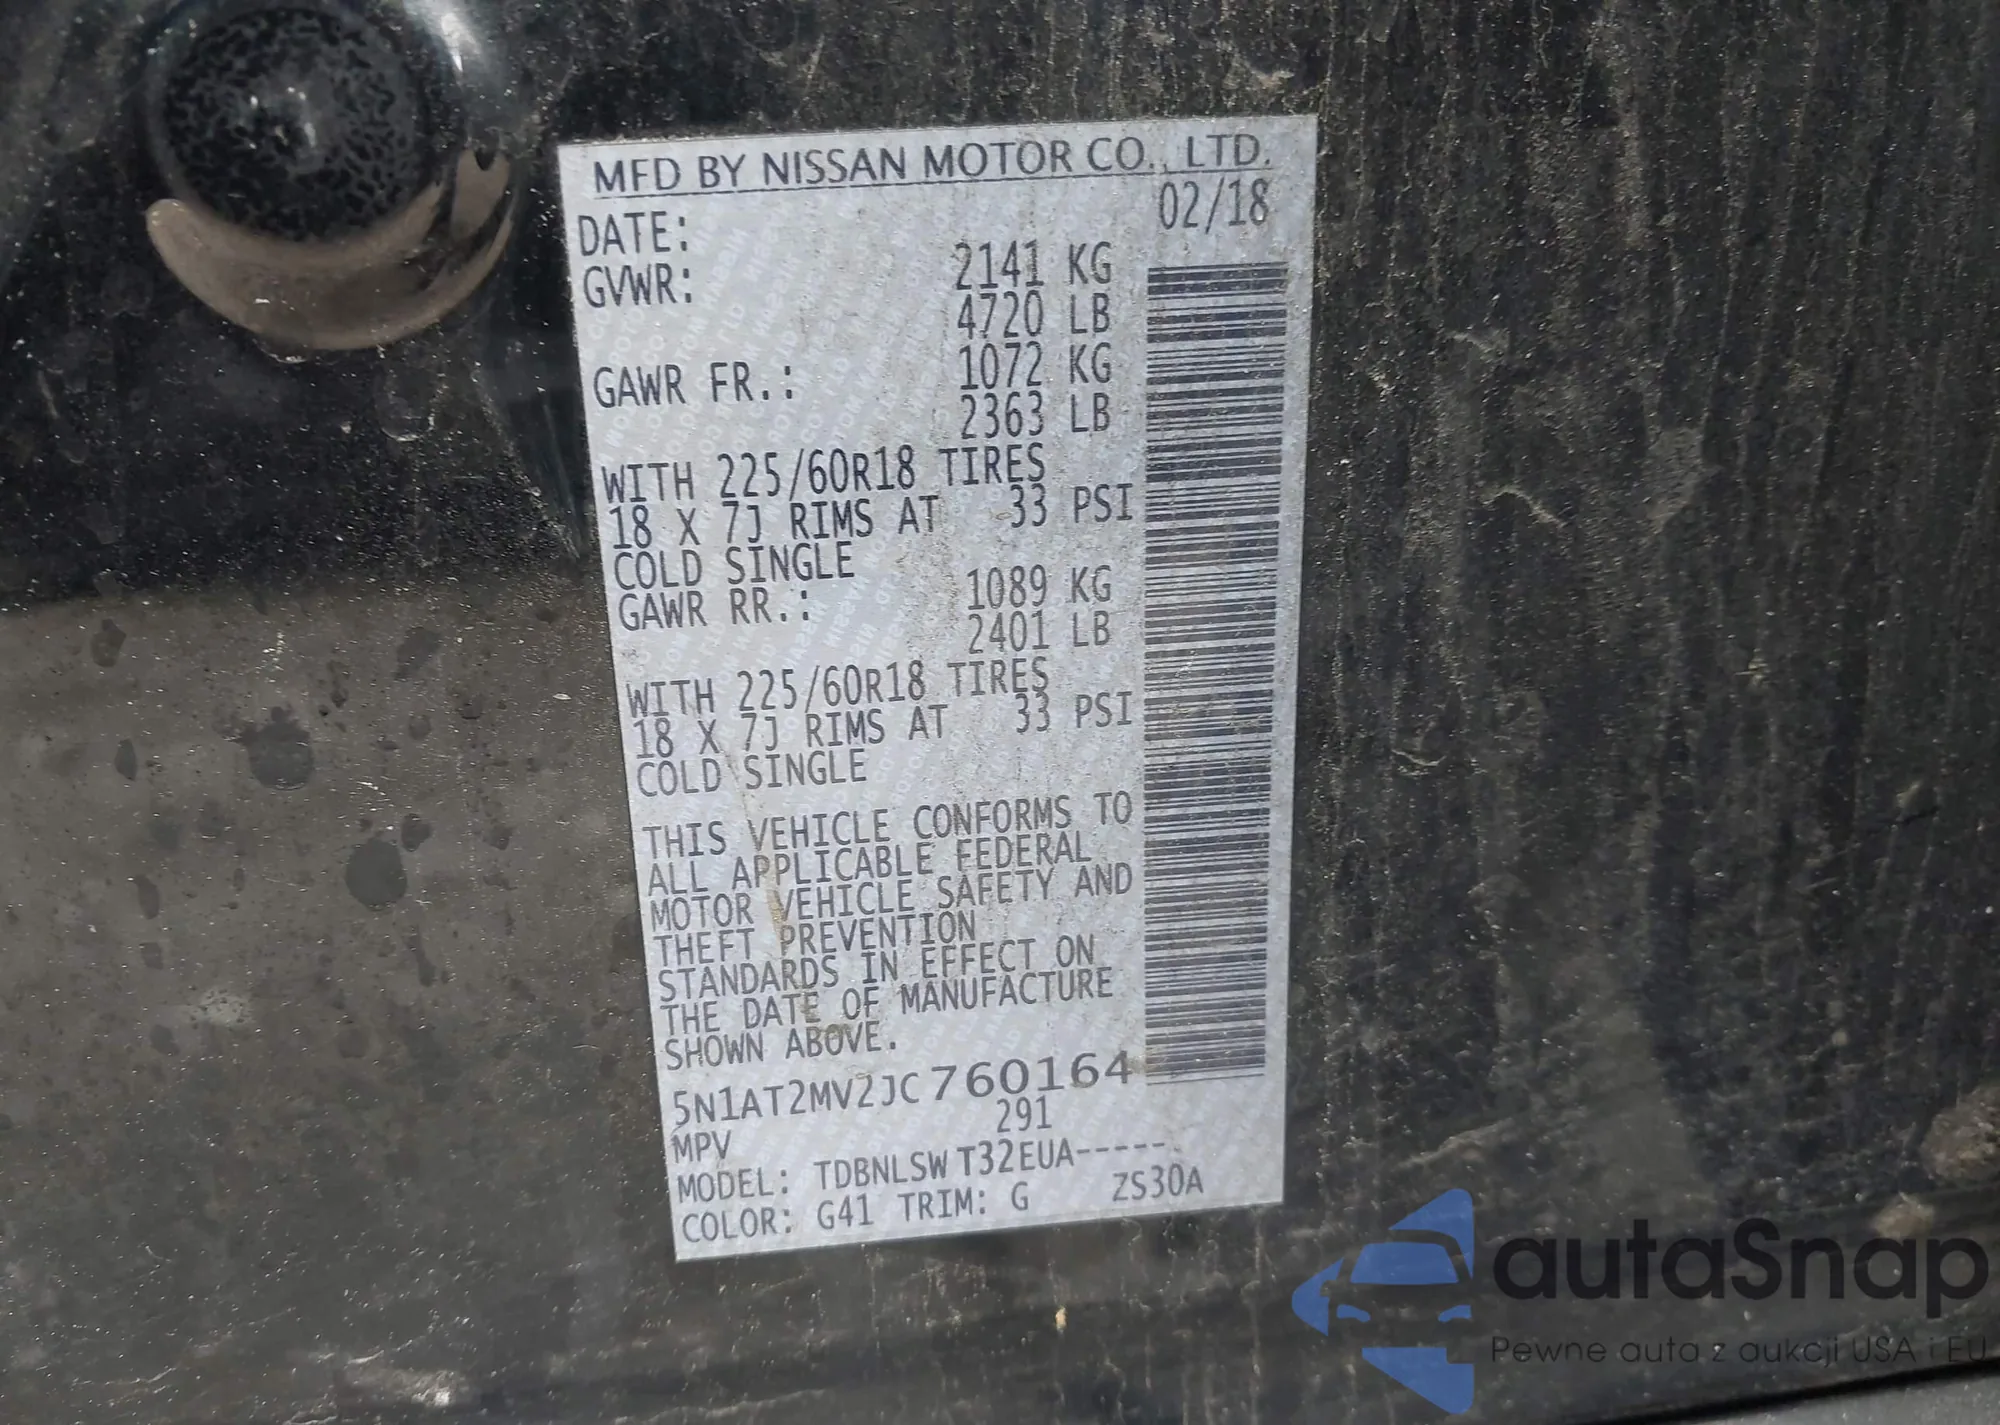 MFD BY NISSAN MOTOR CO., LTD.
DATE: 02/18
GVWR: 2141 KG
4720 LB
GAWR FR.: 1072 KG
2363 LB
WITH 225/60R18 TIRES
18 X 7J RIMS AT 33 PSI
COLD SINGLE
GAWR RR.: 1089 KG
2401 LB
WITH 225/60R18 TIRES
18 X 7J RIMS AT 33 PSI
COLD SINGLE
THIS VEHICLE CONFORMS TO
ALL APPLICABLE FEDERAL
MOTOR VEHICLE SAFETY AND
THEFT PREVENTION
STANDARDS IN EFFECT ON
THE DATE OF MANUFACTURE
SHOWN ABOVE.
5N1AT2MV2JC760164
291
MPV
MODEL: TDBNLSW T32EUA-----
COLOR: G41 TRIM: G ZS30A
autaSnap
Pewne auta z aukcji USA i EU